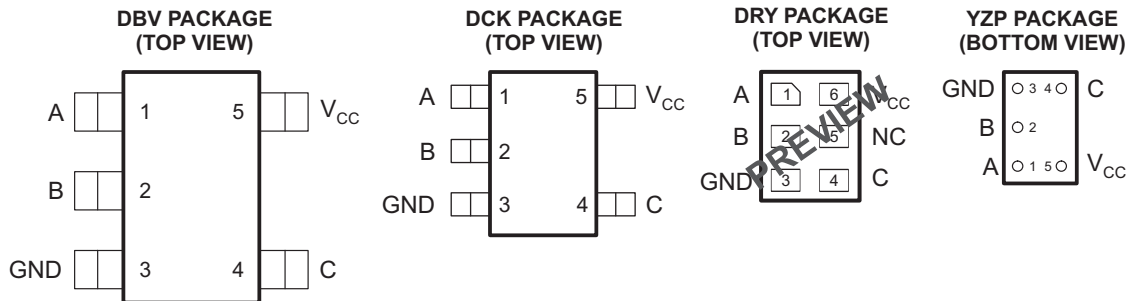 DBV PACKAGE
(TOP VIEW)
A 1 5 VCC
B 2
GND 3 4 C
DCK PACKAGE
(TOP VIEW)
A 1 5 VCC
B 2
GND 3 4 C
DRY PACKAGE
(TOP VIEW)
A 1 6 VCC
B 2 5 NC
GND 3 4 C
PREVIEW
YZP PACKAGE
(BOTTOM VIEW)
GND 3 4 C
B 2
A 1 5 VCC